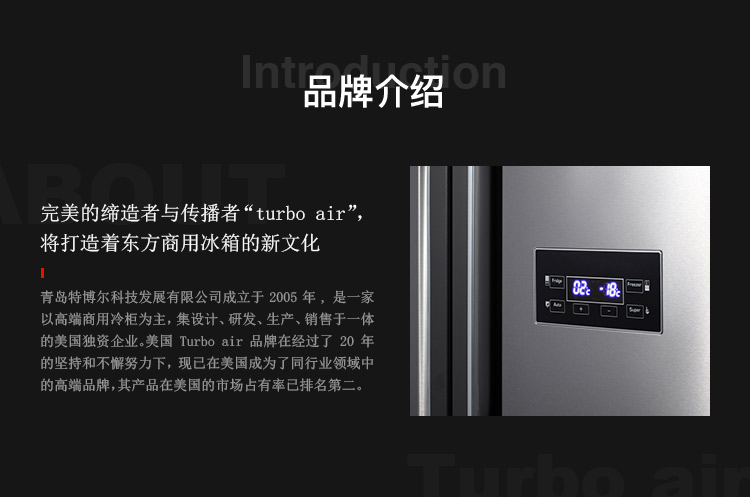 Introduction
品牌介绍
ABOUT
完美的缔造者与传播者“turbo air”，
将打造着东方商用冰箱的新文化
青岛特博尔科技发展有限公司成立于 2005 年 ，是一家
以高端商用冷柜为主，集设计、研发、生产、销售于一体
的美国独资企业。美国 Turbo air 品牌在经过了 20 年
的坚持和不懈努力下，现已在美国成为了同行业领域中
的高端品牌，其产品在美国的市场占有率已排名第二。
Fridge 02c -18c Freezer
Auto + - Super
Turbo air